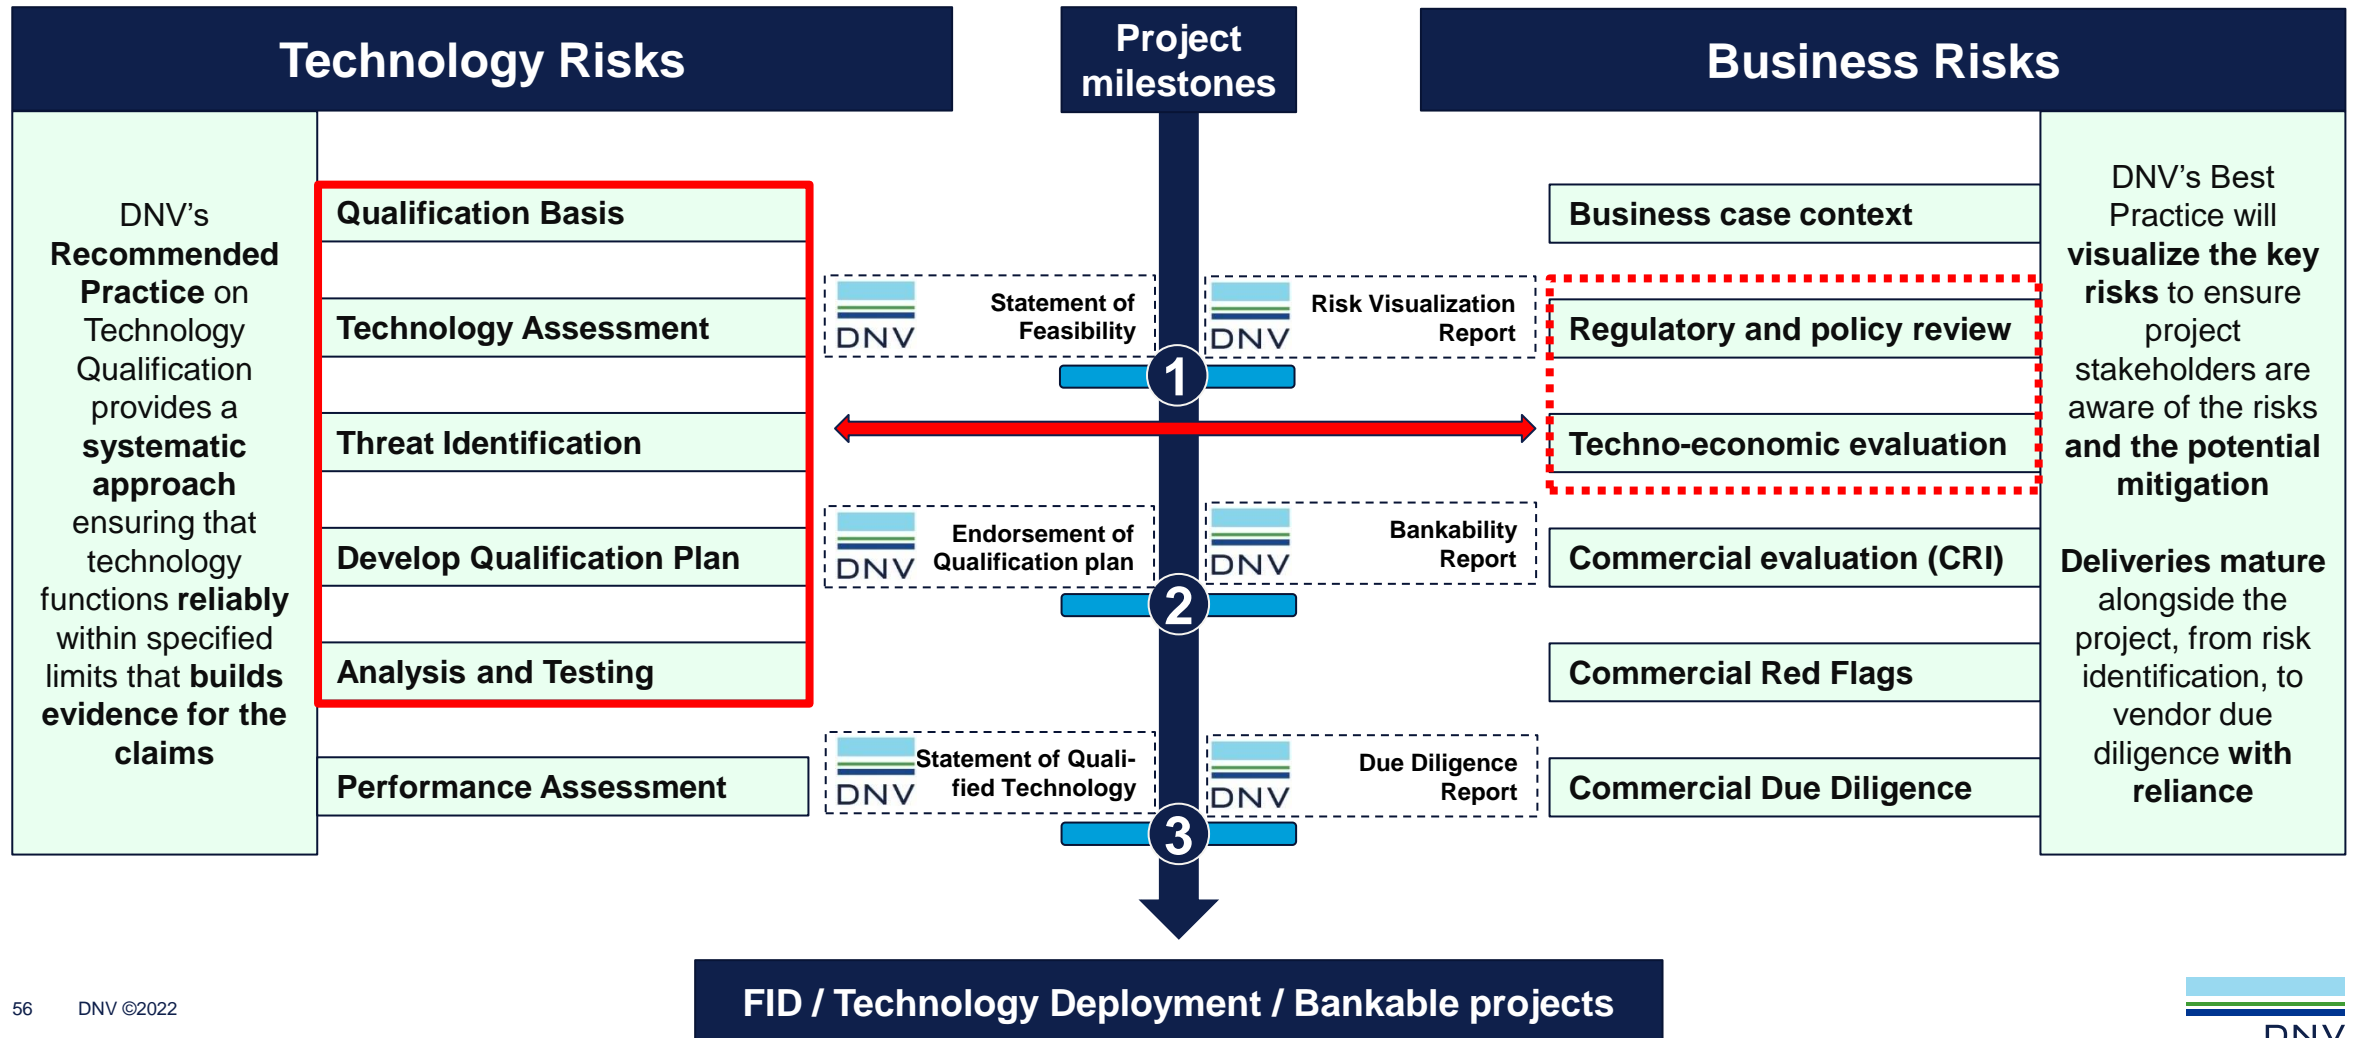 Technology Risks
Project
milestones
Business Risks
DNV's
Recommended
Practice on
Technology
Qualification
provides a
systematic
approach
ensuring that
technology
functions reliably
within specified
limits that builds
evidence for the
claims
Qualification Basis
Technology Assessment
Threat Identification
Develop Qualification Plan
Analysis and Testing
Performance Assessment
DNV
Statement of
Feasibility
DNV
Risk Visualization
Report
1
DNV
Endorsement of
Qualification plan
DNV
Bankability
Report
2
DNV
Statement of Quali-
fied Technology
DNV
Due Diligence
Report
3
Business case context
Regulatory and policy review
Techno-economic evaluation
Commercial evaluation (CRI)
Commercial Red Flags
Commercial Due Diligence
DNV's Best
Practice will
visualize the key
risks to ensure
project
stakeholders are
aware of the risks
and the potential
mitigation
Deliveries mature
alongside the
project, from risk
identification, to
vendor due
diligence with
reliance
FID / Technology Deployment / Bankable projects
56 DNV ©2022
DNV